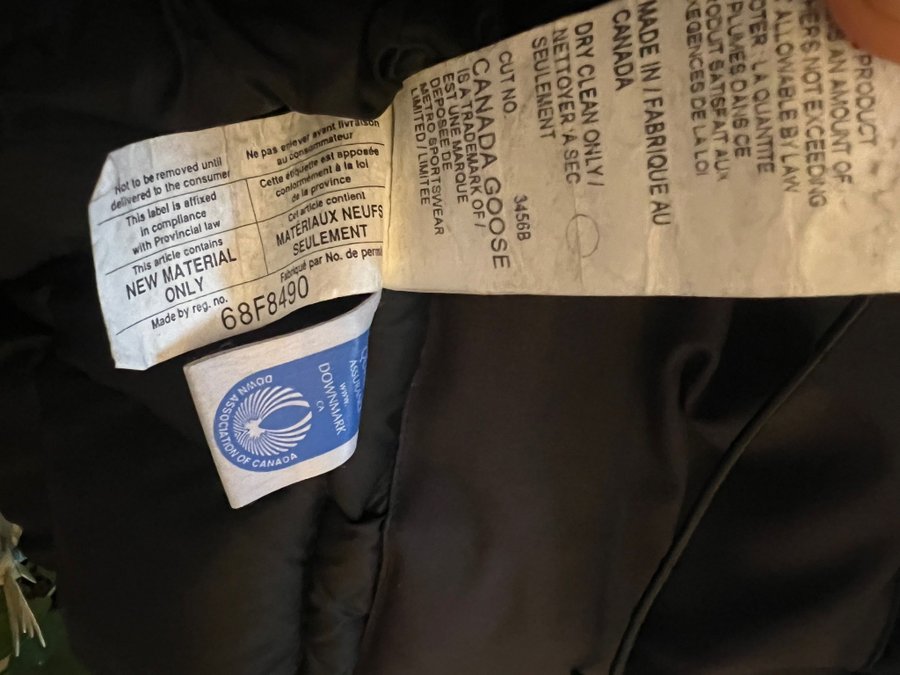 PRODUCT
AN AMOUNT OF
NOT EXCEEDING
ALLOWABLE BY LAW
LA QUANTITE
PLUMES DANS CE
PRODUIT SATISFAIT AUX
DE LA LOI
MADE IN / FABRIQUE AU
CANADA
DRY CLEAN ONLY /
NETTOYER A SEC
SEULEMENT
CUT NO. 3456B
CANADA GOOSE
IS A TRADEMARK OF /
EST UNE MARQUE
DEPOSEE DE
METRO SPORTSWEAR
LIMITED / LIMITEE
Not to be removed until
delivered to the consumer
This label is affixed
in compliance
with Provincial law
This article contains
NEW MATERIAL
ONLY
Made by reg. no.
Ne pas enlever avant livraison
au consommateur
Cette étiquette est apposée
conformément à la loi
de la province
Cet article contient
MATÉRIAUX NEUFS
SEULEMENT
Fabriqué par No. de
68F8490
DOWN ASSOCIATION OF CANADA
WWW.
DOWNMARK
.CA